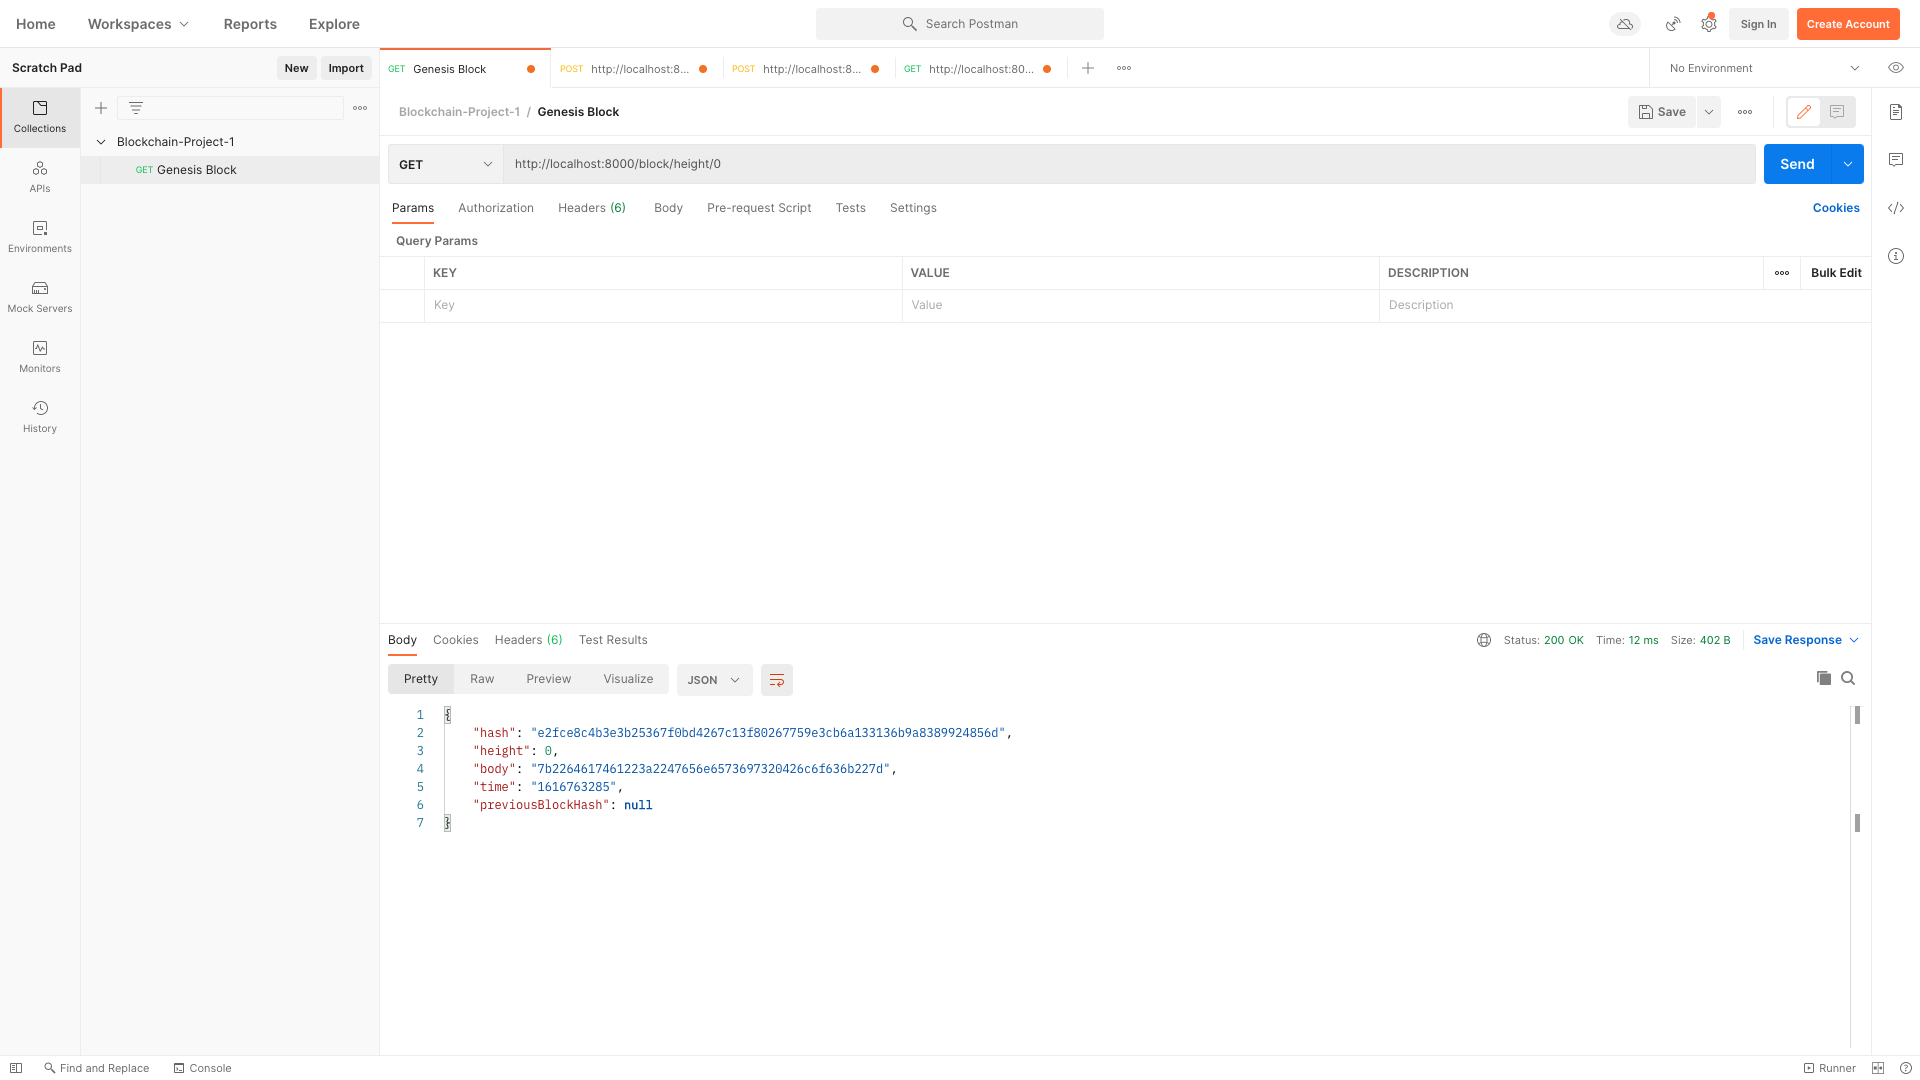 Home Workspaces Reports Explore Search Postman Sign In Create Account
Scratch Pad New Import GET Genesis Block POST http://localhost:8... POST http://localhost:8... GET http://localhost:80... No Environment
Collections
APIs
Environments
Mock Servers
Monitors
History
Blockchain-Project-1
GET Genesis Block
Blockchain-Project-1 / Genesis Block Save
GET http://localhost:8000/block/height/0 Send
Params Authorization Headers (6) Body Pre-request Script Tests Settings Cookies
Query Params
KEY VALUE DESCRIPTION Bulk Edit
Key Value Description
Body Cookies Headers (6) Test Results Status: 200 OK Time: 12 ms Size: 402 B Save Response
Pretty Raw Preview Visualize JSON
1 {
2 "hash": "e2fce8c4b3e3b25367f0bd4267c13f80267759e3cb6a133136b9a8389924856d",
3 "height": 0,
4 "body": "7b2264617461223a2247656e6573697320426c6f636b227d",
5 "time": "1616763285",
6 "previousBlockHash": null
7 }
Find and Replace Console Runner